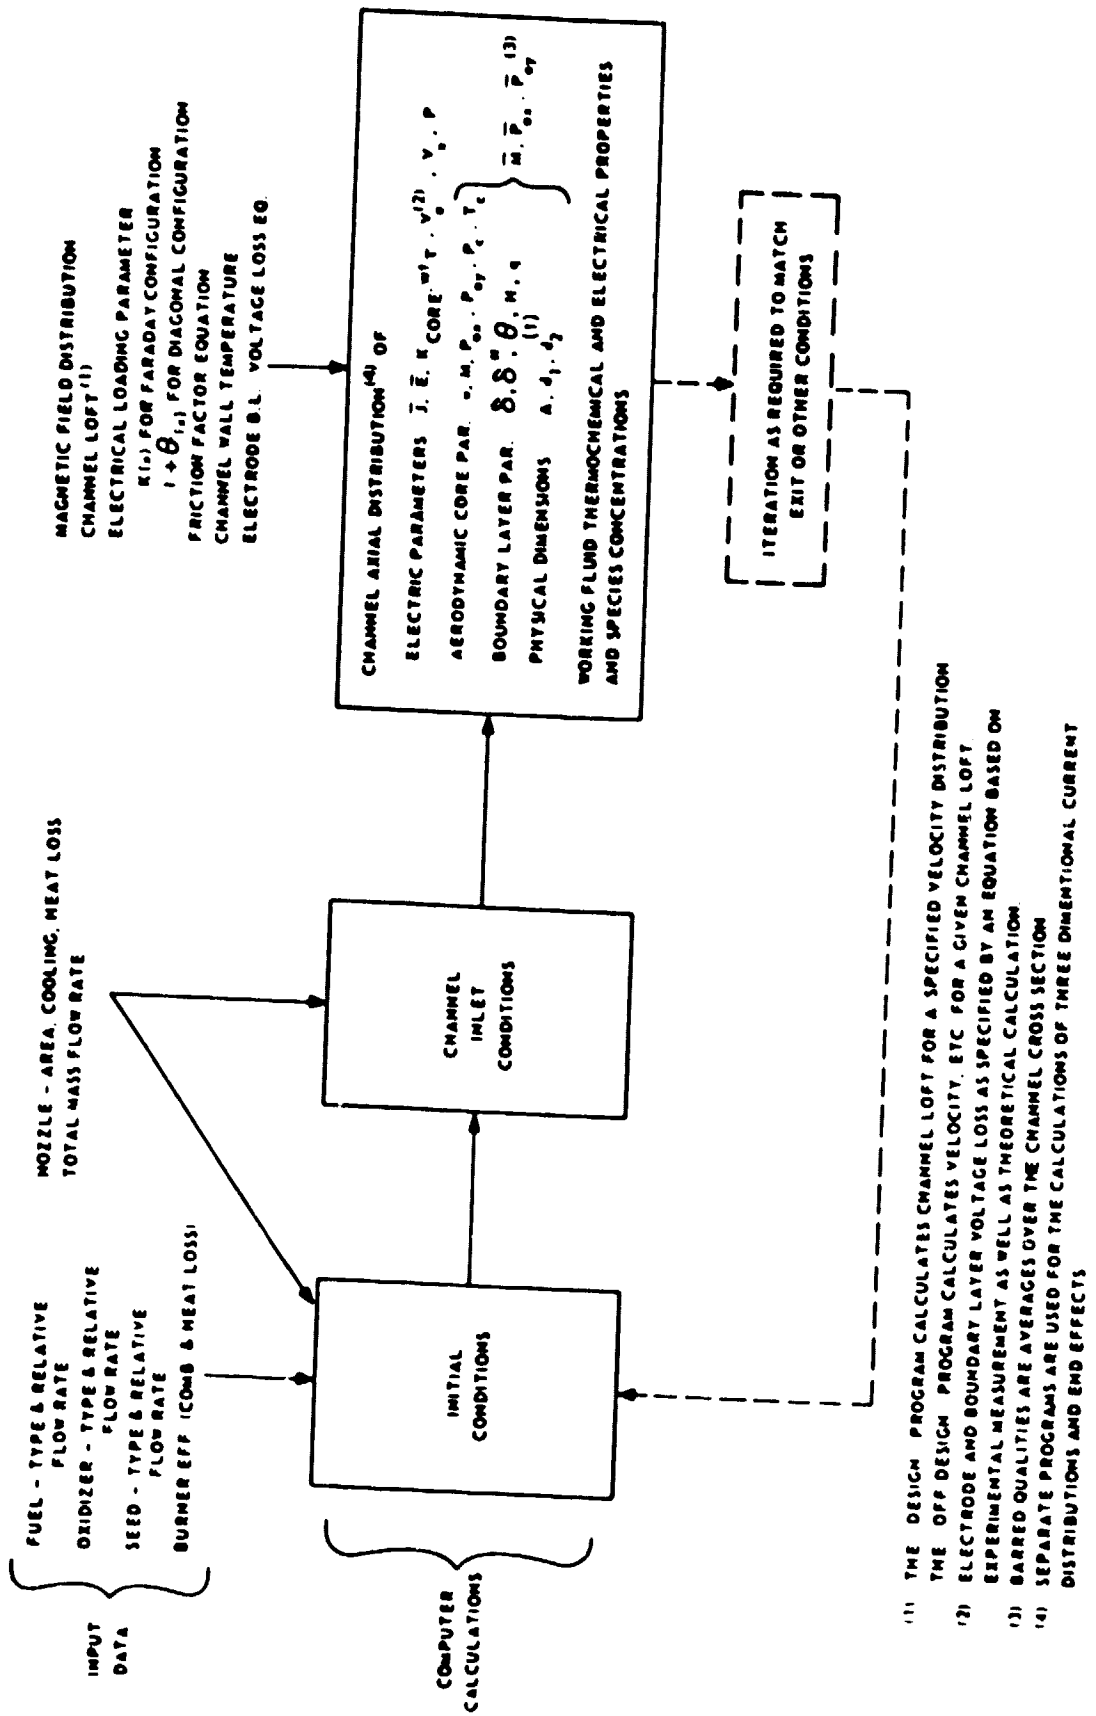 INPUT
DATA
FUEL - TYPE & RELATIVE
FLOW RATE
OXIDIZER - TYPE & RELATIVE
FLOW RATE
SEED - TYPE & RELATIVE
FLOW RATE
BURNER EFF (COMB & HEAT LOSS)
NOZZLE - AREA, COOLING, HEAT LOSS
TOTAL MASS FLOW RATE
MAGNETIC FIELD DISTRIBUTION
CHANNEL LOFT (1)
ELECTRICAL LOADING PARAMETER
K(x) FOR FARADAY CONFIGURATION
1 + θ(x) FOR DIAGONAL CONFIGURATION
FRICTION FACTOR EQUATION
CHANNEL WALL TEMPERATURE
ELECTRODE B.L. VOLTAGE LOSS EQ.
COMPUTER
CALCULATIONS
INITIAL
CONDITIONS
CHANNEL
INLET
CONDITIONS
CHANNEL AXIAL DISTRIBUTION(4) OF
ELECTRIC PARAMETERS J, E, K CORE
AERODYNAMIC CORE PAR.
BOUNDARY LAYER PAR. δ, δ*, θ, H, q
PHYSICAL DIMENSIONS A, d1, d2 (1)
M, P (3)
WORKING FLUID THERMOCHEMICAL AND ELECTRICAL PROPERTIES
AND SPECIES CONCENTRATIONS
ITERATION AS REQUIRED TO MATCH
EXIT OR OTHER CONDITIONS
(1) THE DESIGN PROGRAM CALCULATES CHANNEL LOFT FOR A SPECIFIED VELOCITY DISTRIBUTION
THE OFF DESIGN PROGRAM CALCULATES VELOCITY, ETC FOR A GIVEN CHANNEL LOFT
(2) ELECTRODE AND BOUNDARY LAYER VOLTAGE LOSS AS SPECIFIED BY AN EQUATION BASED ON
EXPERIMENTAL MEASUREMENT AS WELL AS THEORETICAL CALCULATION
(3) BARRED QUALITIES ARE AVERAGES OVER THE CHANNEL CROSS SECTION
(4) SEPARATE PROGRAMS ARE USED FOR THE CALCULATIONS OF THREE DIMENTIONAL CURRENT
DISTRIBUTIONS AND END EFFECTS